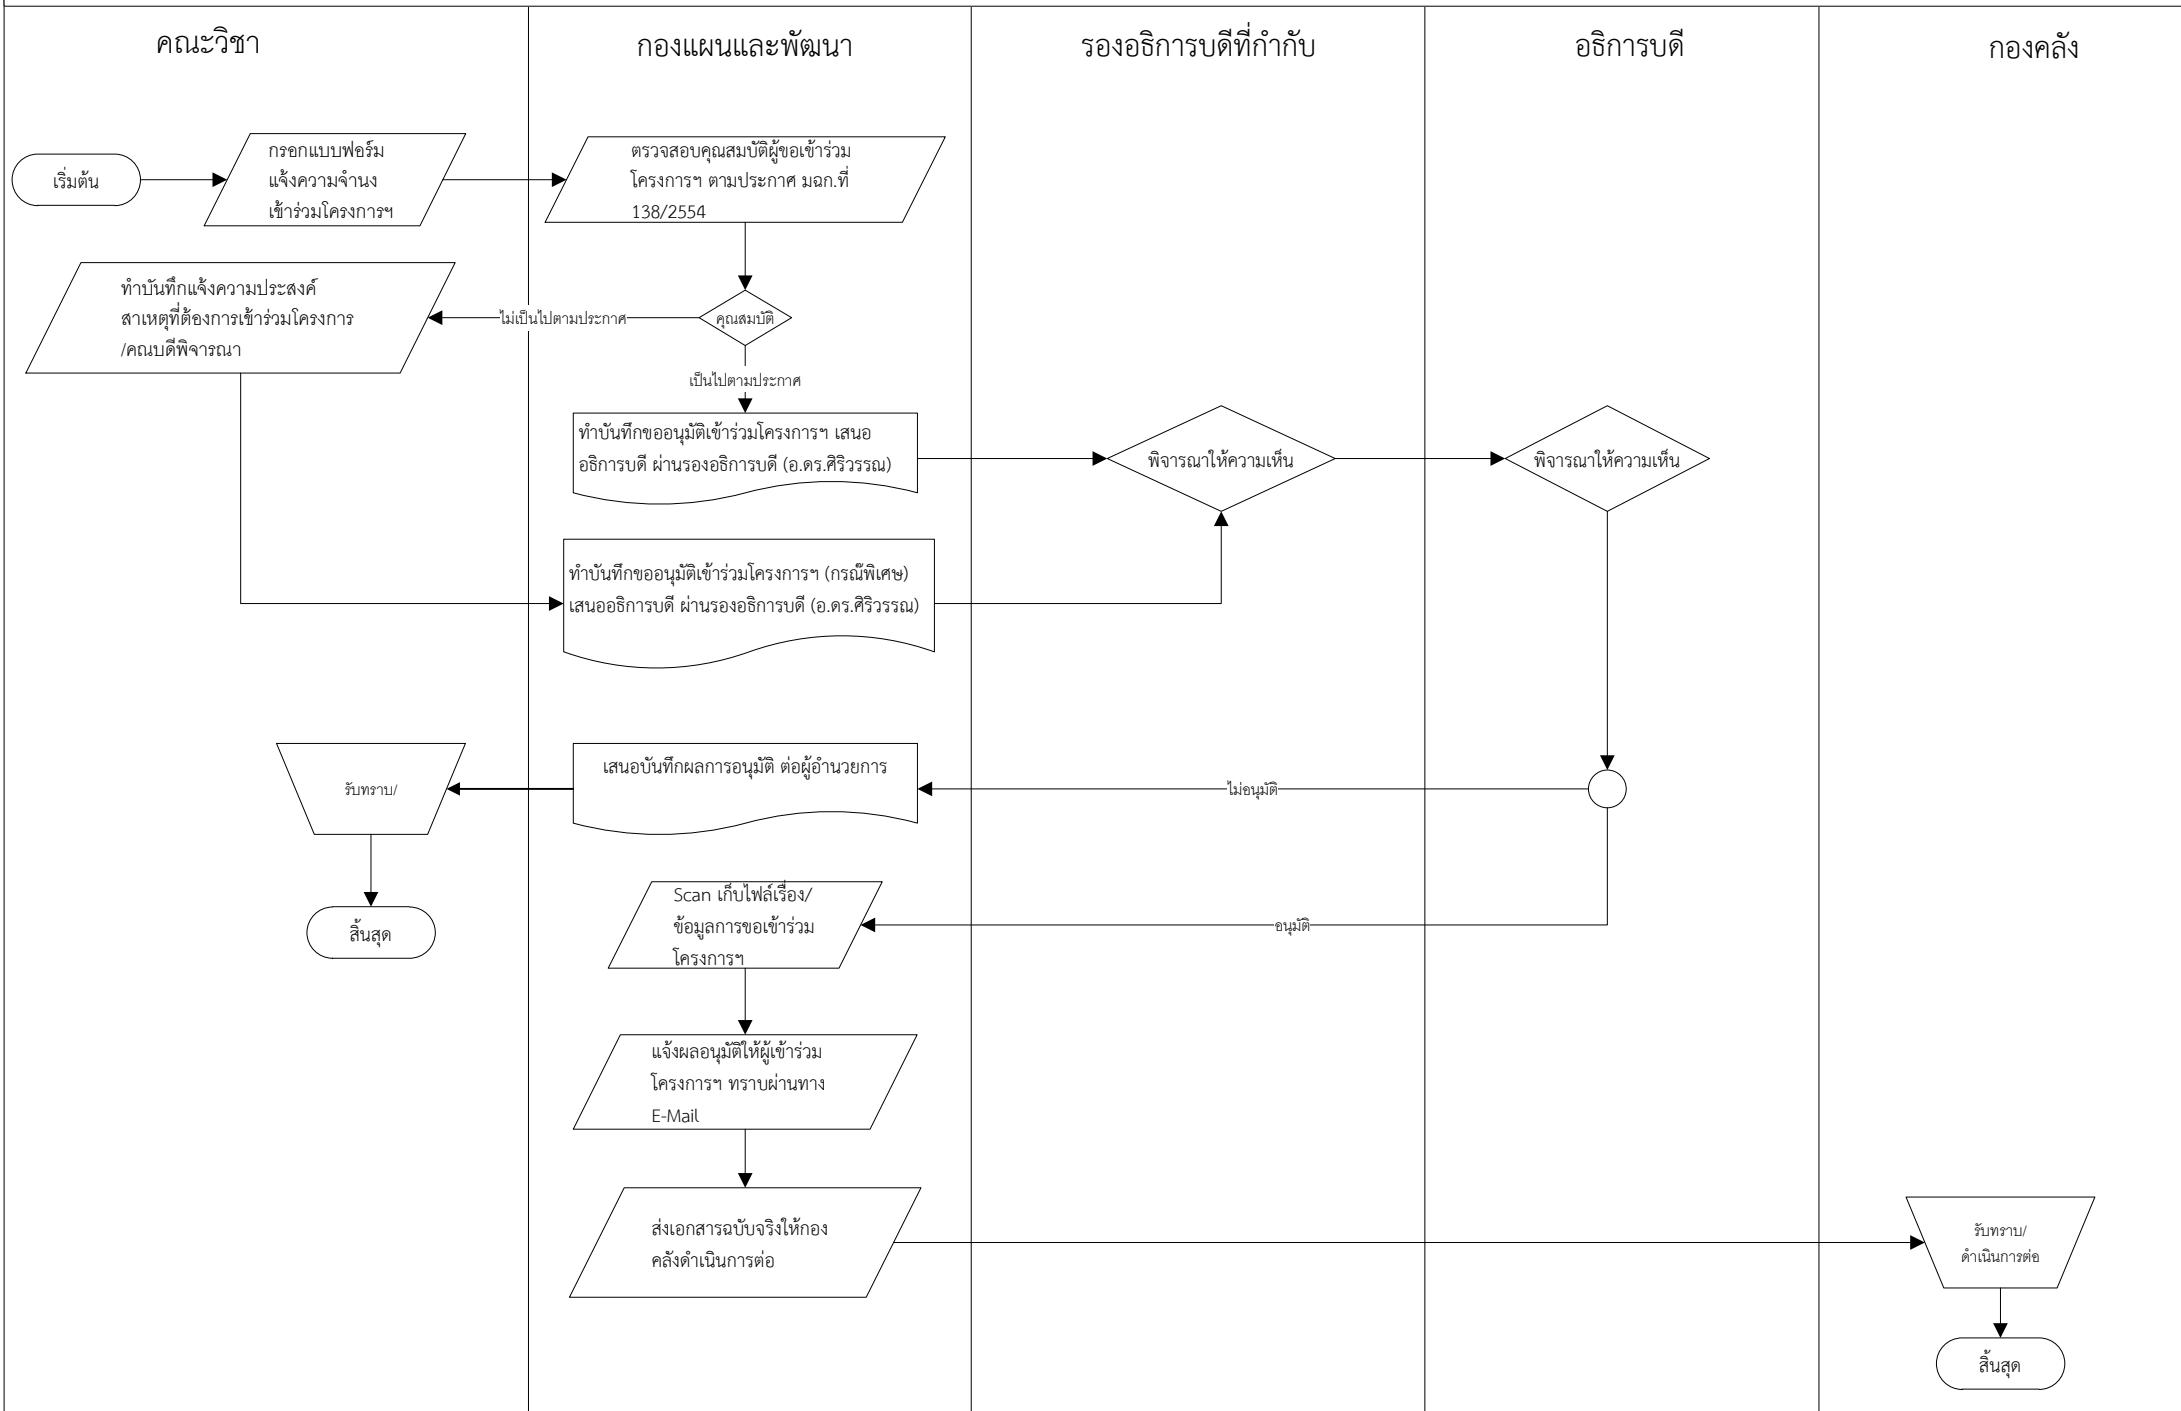 คณะวิชา
กองแผนและพัฒนา
รองอธิการบดีที่กำกับ
อธิการบดี
กองคลัง
เริ่มต้น
กรอกแบบฟอร์ม
แจ้งความจำนง
เข้าร่วมโครงการฯ
ตรวจสอบคุณสมบัติผู้ขอเข้าร่วม
โครงการฯ ตามประกาศ มฉก.ที่
138/2554
ทำบันทึกแจ้งความประสงค์
สาเหตุที่ต้องการเข้าร่วมโครงการ
/คณบดีพิจารณา
ไม่เป็นไปตามประกาศ
คุณสมบัติ
เป็นไปตามประกาศ
ทำบันทึกขออนุมัติเข้าร่วมโครงการฯ เสนอ
อธิการบดี ผ่านรองอธิการบดี (อ.ดร.ศิริวรรณ)
พิจารณาให้ความเห็น
พิจารณาให้ความเห็น
ทำบันทึกขออนุมัติเข้าร่วมโครงการฯ (กรณ๊พิเศษ)
เสนออธิการบดี ผ่านรองอธิการบดี (อ.ดร.ศิริวรรณ)
รับทราบ/
เสนอบันทึกผลการอนุมัติ ต่อผู้อำนวยการ
ไม่อนุมัติ
สิ้นสุด
Scan เก็บไฟล์เรื่อง/
ข้อมูลการขอเข้าร่วม
โครงการฯ
อนุมัติ
แจ้งผลอนุมัติให้ผู้เข้าร่วม
โครงการฯ ทราบผ่านทาง
E-Mail
ส่งเอกสารฉบับจริงให้กอง
คลังดำเนินการต่อ
รับทราบ/
ดำเนินการต่อ
สิ้นสุด